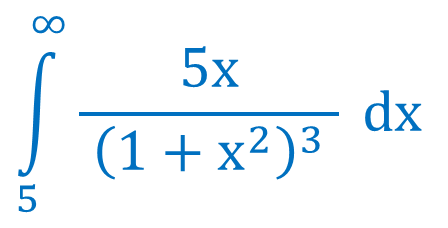 ∫₅^∞ 5x / (1 + x²)³ dx